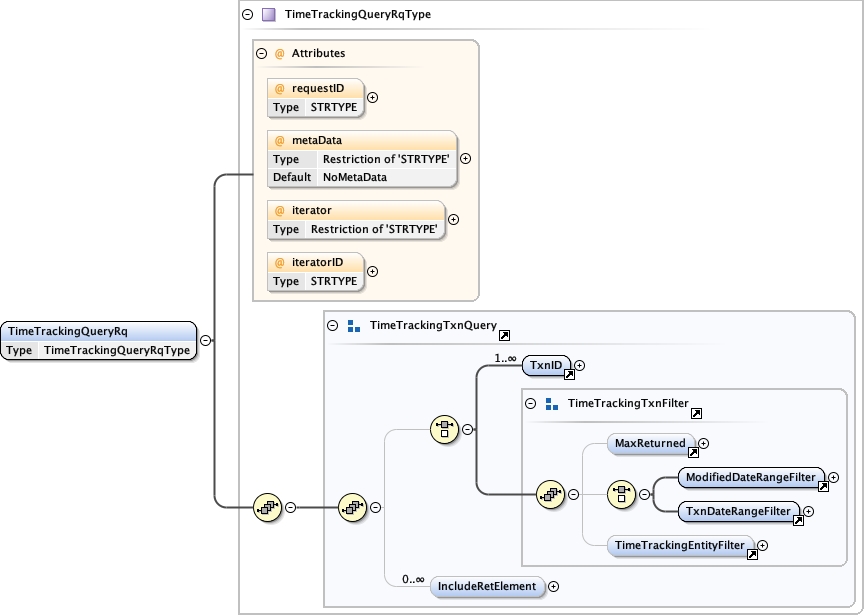 TimeTrackingQueryRqType
@ Attributes
@ requestID
Type STRTYPE
@ metaData
Type Restriction of 'STRTYPE'
Default NoMetaData
@ iterator
Type Restriction of 'STRTYPE'
@ iteratorID
Type STRTYPE
TimeTrackingQueryRq
Type TimeTrackingQueryRqType
TimeTrackingTxnQuery
1..∞
TxnID
TimeTrackingTxnFilter
MaxReturned
ModifiedDateRangeFilter
TxnDateRangeFilter
TimeTrackingEntityFilter
0..∞
IncludeRetElement